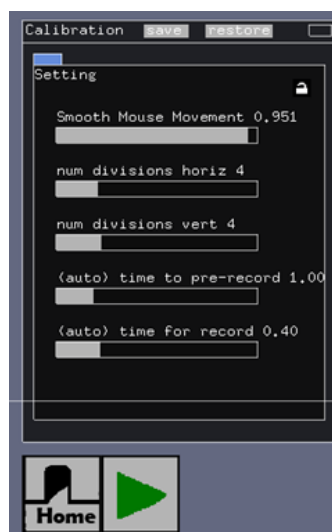 Calibration save restore
Setting
Smooth Mouse Movement 0.951
num divisions horiz 4
num divisions vert 4
(auto) time to pre-record 1.00
(auto) time for record 0.40
Home